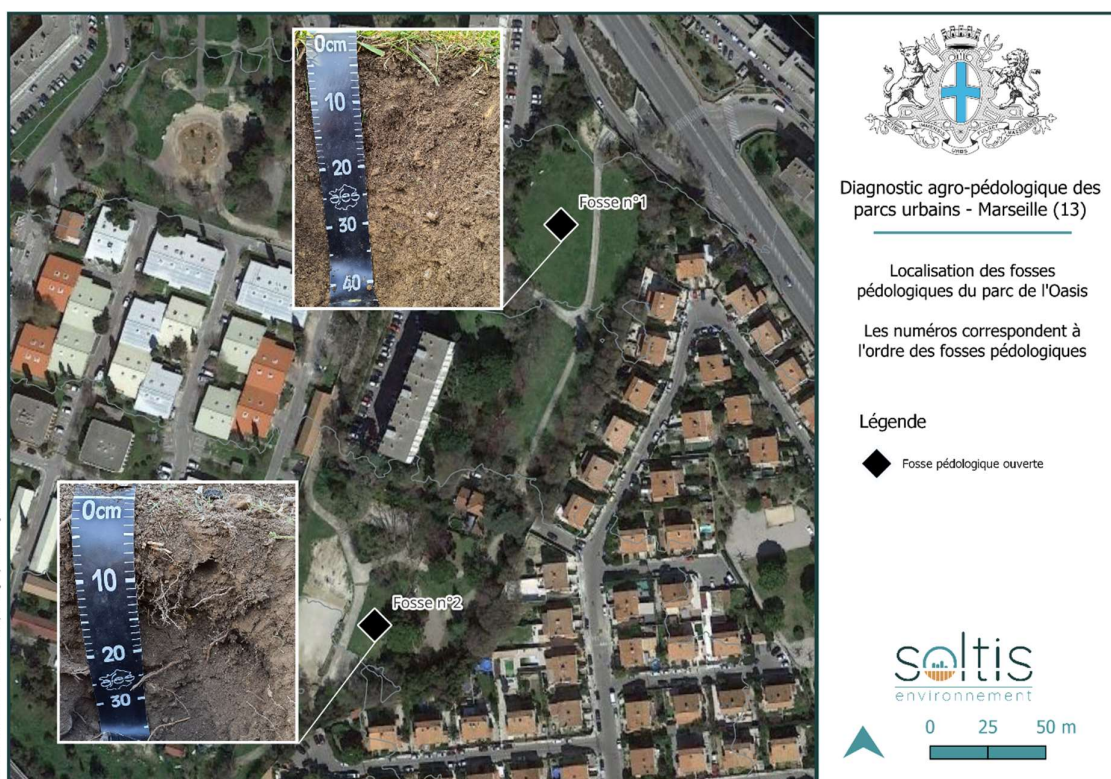 0cm
10
20
30
40
Fosse n°1
0cm
10
20
30
Fosse n°2
Diagnostic agro-pédologique des
parcs urbains - Marseille (13)
Localisation des fosses
pédologiques du parc de l'Oasis
Les numéros correspondent à
l'ordre des fosses pédologiques
Légende
Fosse pédologique ouverte
soltis
environnement
0 25 50 m